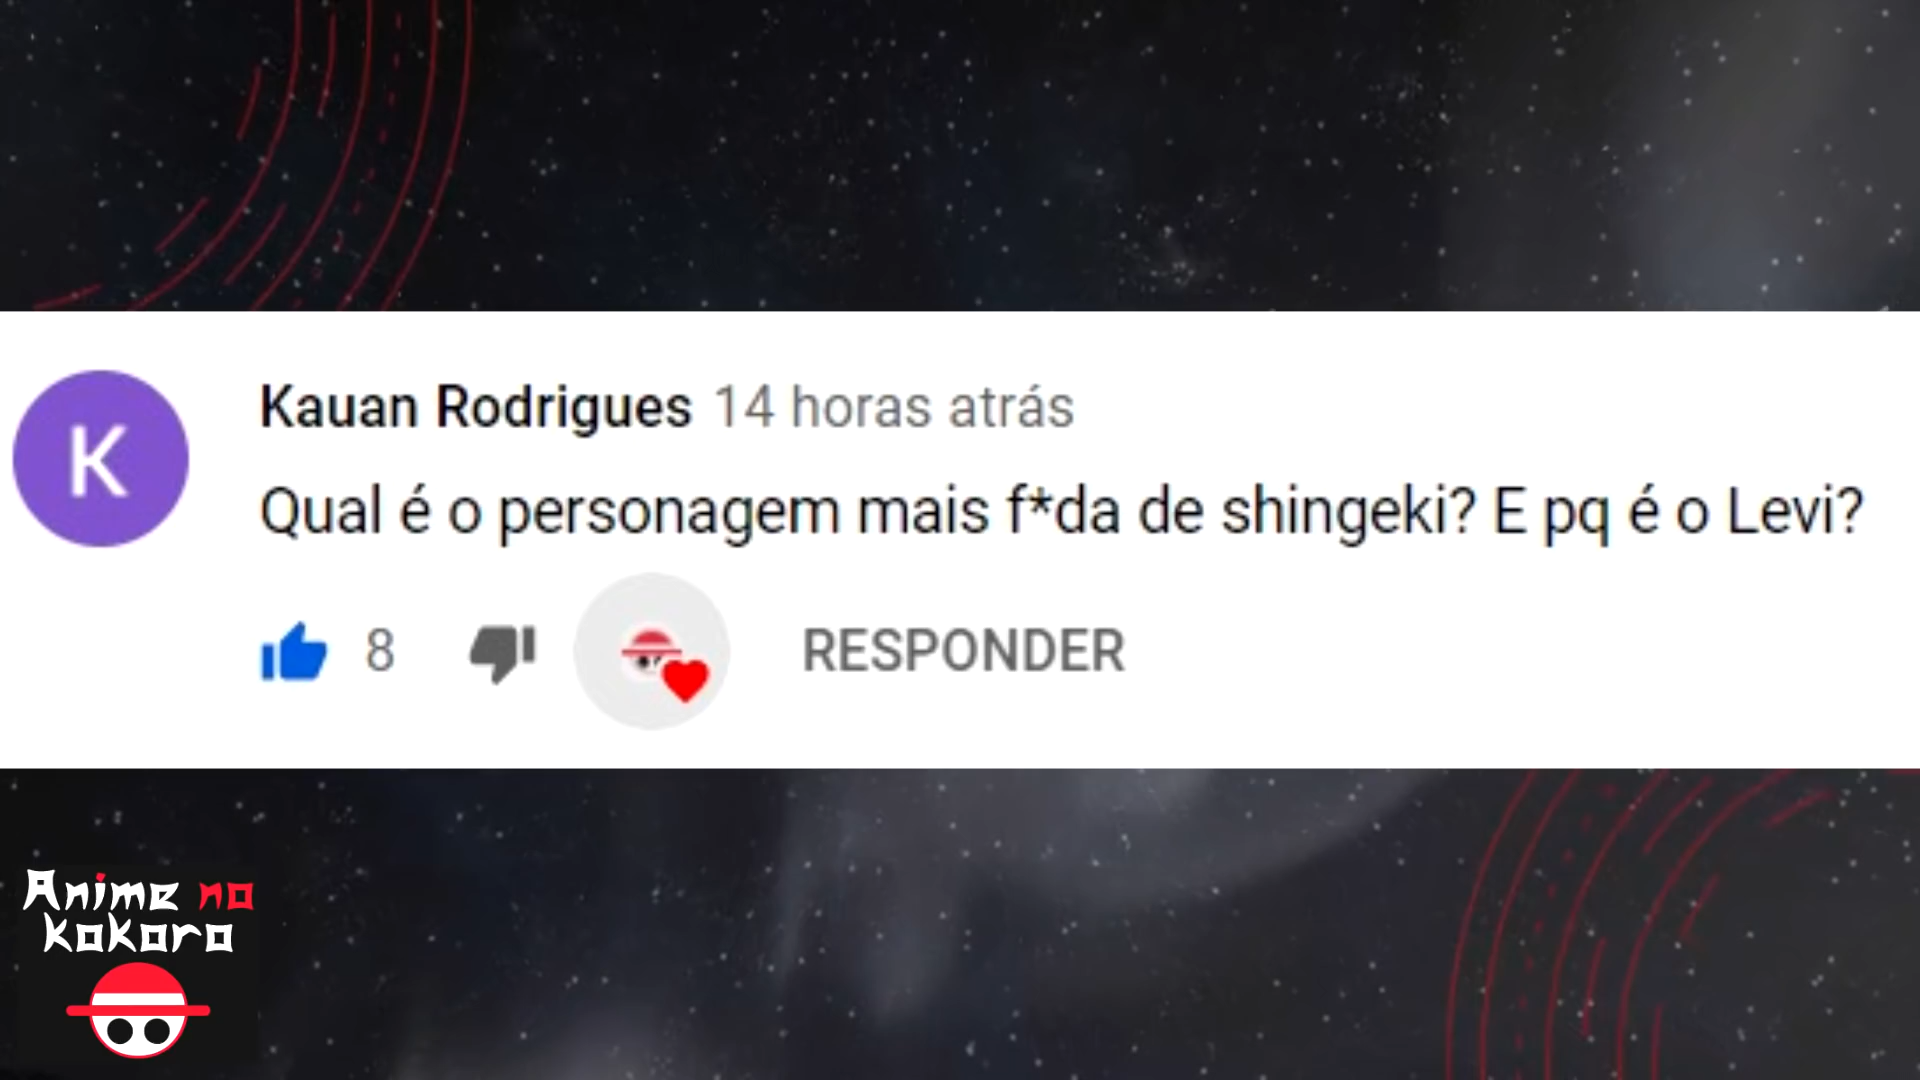 K
Kauan Rodrigues 14 horas atrás
Qual é o personagem mais f*da de shingeki? E pq é o Levi?
8
RESPONDER
Anime no
kokoro